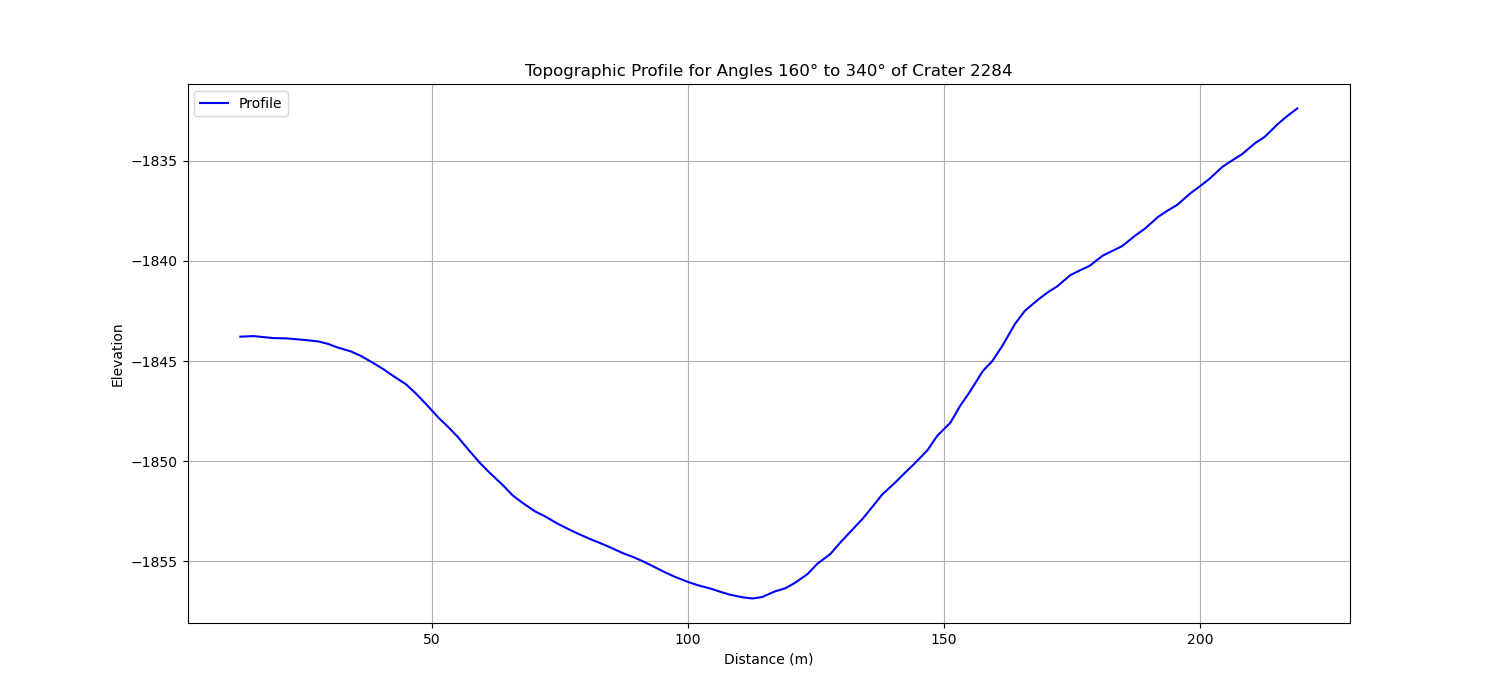 Topographic Profile for Angles 160° to 340° of Crater 2284
Profile
−1835
−1840
−1845
−1850
−1855
Elevation
50 100 150 200
Distance (m)